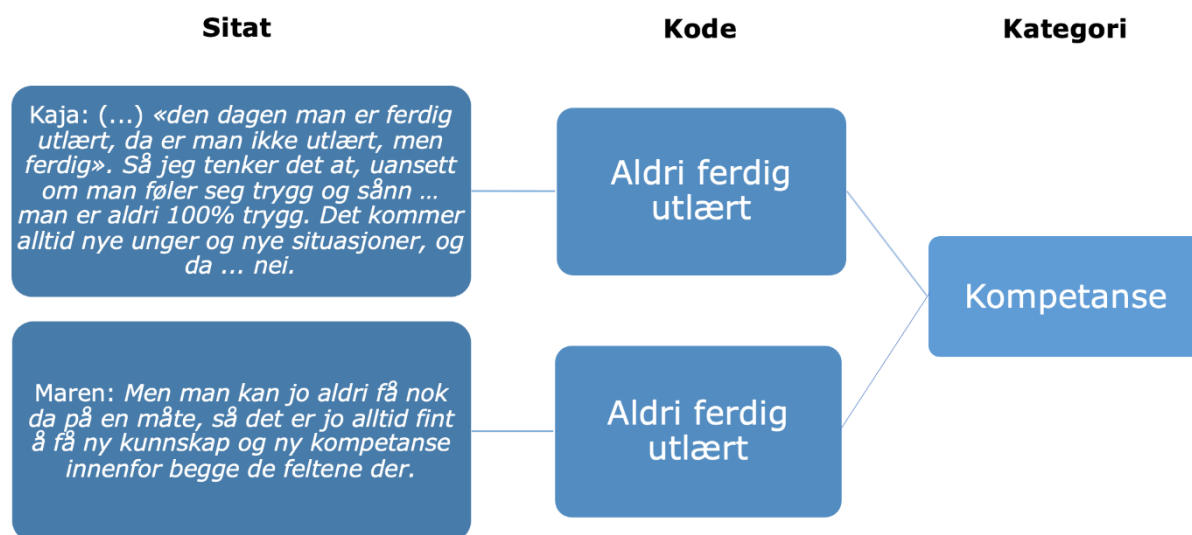 Sitat
Kode
Kategori
Kaja: (...) «den dagen man er ferdig
utlært, da er man ikke utlært, men
ferdig». Så jeg tenker det at, uansett
om man føler seg trygg og sånn …
man er aldri 100% trygg. Det kommer
alltid nye unger og nye situasjoner, og
da ... nei.
Aldri ferdig
utlært
Kompetanse
Maren: Men man kan jo aldri få nok
da på en måte, så det er jo alltid fint
å få ny kunnskap og ny kompetanse
innenfor begge de feltene der.
Aldri ferdig
utlært